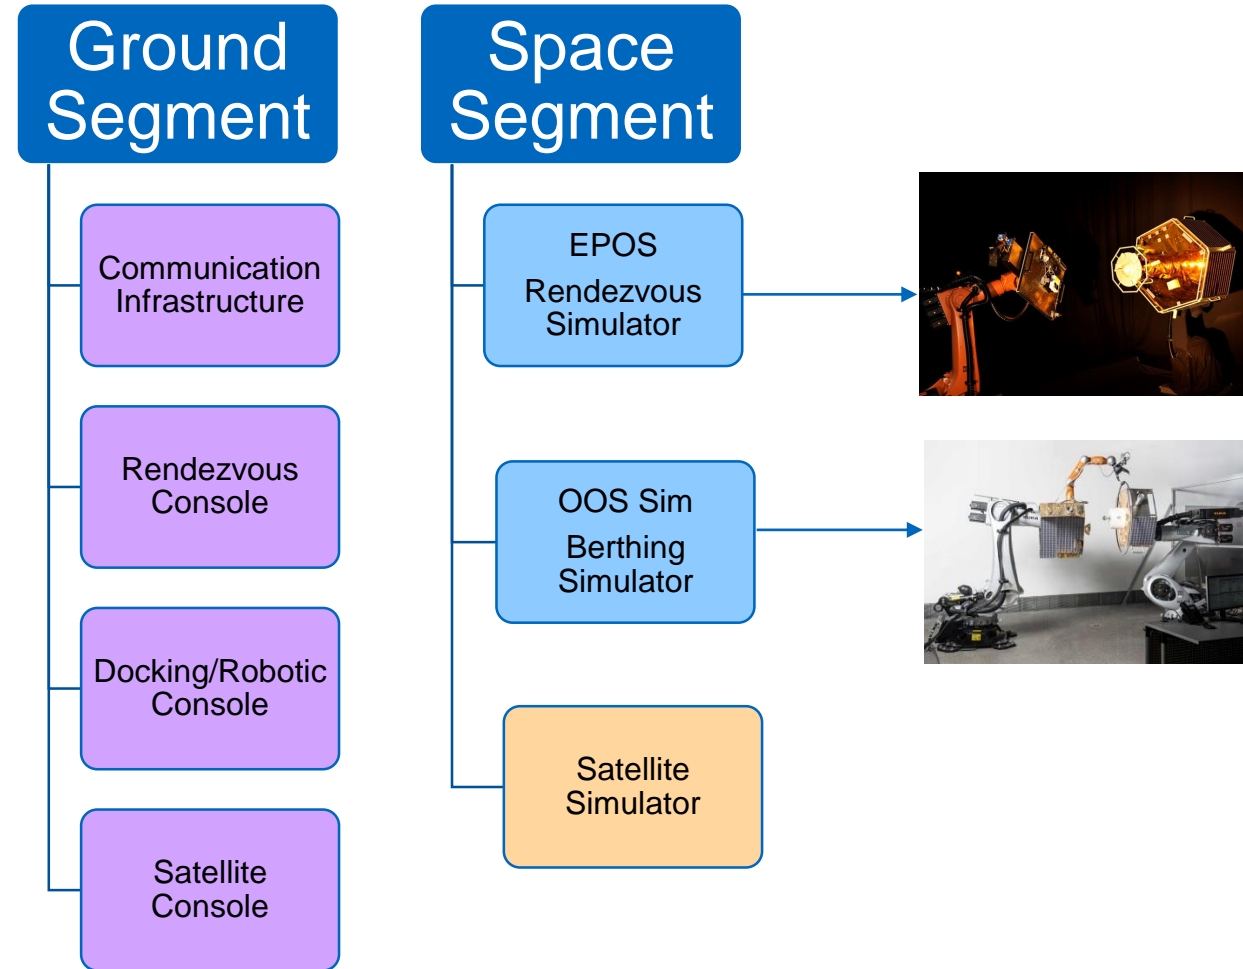 Ground
Segment
Communication
Infrastructure
Rendezvous
Console
Docking/Robotic
Console
Satellite
Console
Space
Segment
EPOS
Rendezvous
Simulator
OOS Sim
Berthing
Simulator
Satellite
Simulator